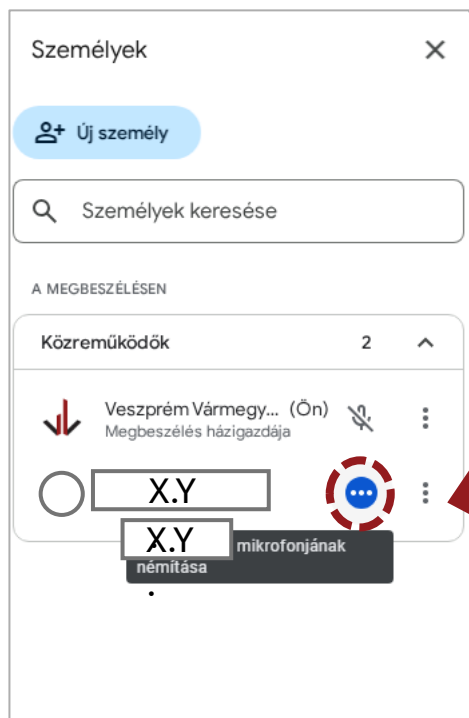 Személyek
Új személy
Személyek keresése
A MEGBESZÉLÉSEN
Közreműködők 2
Veszprém Vármegy... (Ön)
Megbeszélés házigazdája
X.Y
X.Y mikrofonjának
némítása
.